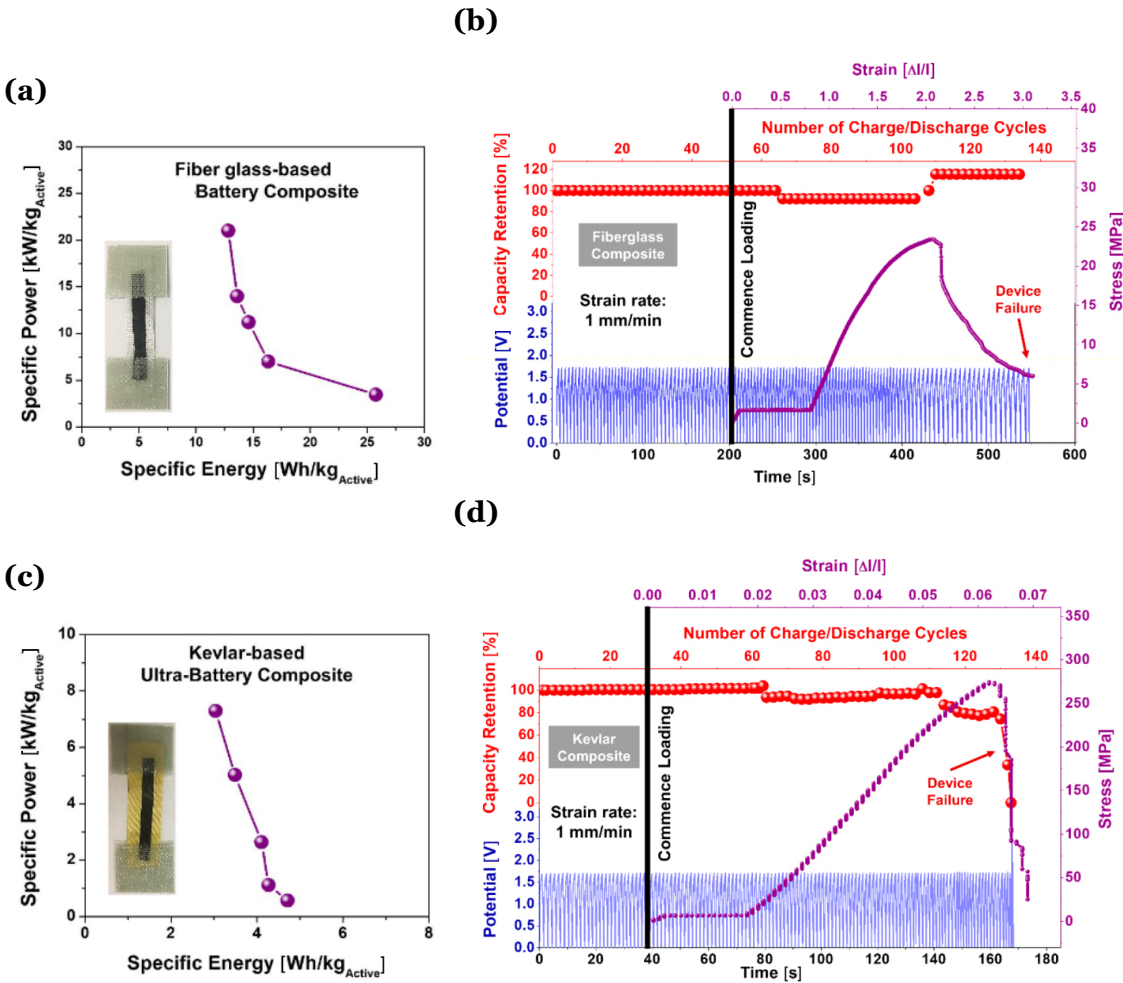 (a)
Fiber glass-based
Battery Composite
Specific Power [kW/kg_Active]
30
25
20
15
10
5
0
0 5 10 15 20 25 30
Specific Energy [Wh/kg_Active]
(b)
Strain [Δl/l]
0.0 0.5 1.0 1.5 2.0 2.5 3.0 3.5
Number of Charge/Discharge Cycles
0 20 40 60 80 100 120 140
Capacity Retention [%]
120
100
80
60
40
20
0
Potential [V]
3.0
2.5
2.0
1.5
1.0
0.5
0.0
Fiberglass
Composite
Strain rate:
1 mm/min
Commence Loading
Device
Failure
Stress [MPa]
40
35
30
25
20
15
10
5
0
0 100 200 300 400 500 600
Time [s]
(c)
Kevlar-based
Ultra-Battery Composite
Specific Power [kW/kg_Active]
10
8
6
4
2
0
0 2 4 6 8
Specific Energy [Wh/kg_Active]
(d)
Strain [Δl/l]
0.00 0.01 0.02 0.03 0.04 0.05 0.06 0.07
Number of Charge/Discharge Cycles
0 20 40 60 80 100 120 140
Capacity Retention [%]
100
80
60
40
20
0
Potential [V]
3.0
2.5
2.0
1.5
1.0
0.5
0.0
Kevlar
Composite
Strain rate:
1 mm/min
Commence Loading
Device
Failure
Stress [MPa]
350
300
250
200
150
100
50
0
0 20 40 60 80 100 120 140 160 180
Time [s]